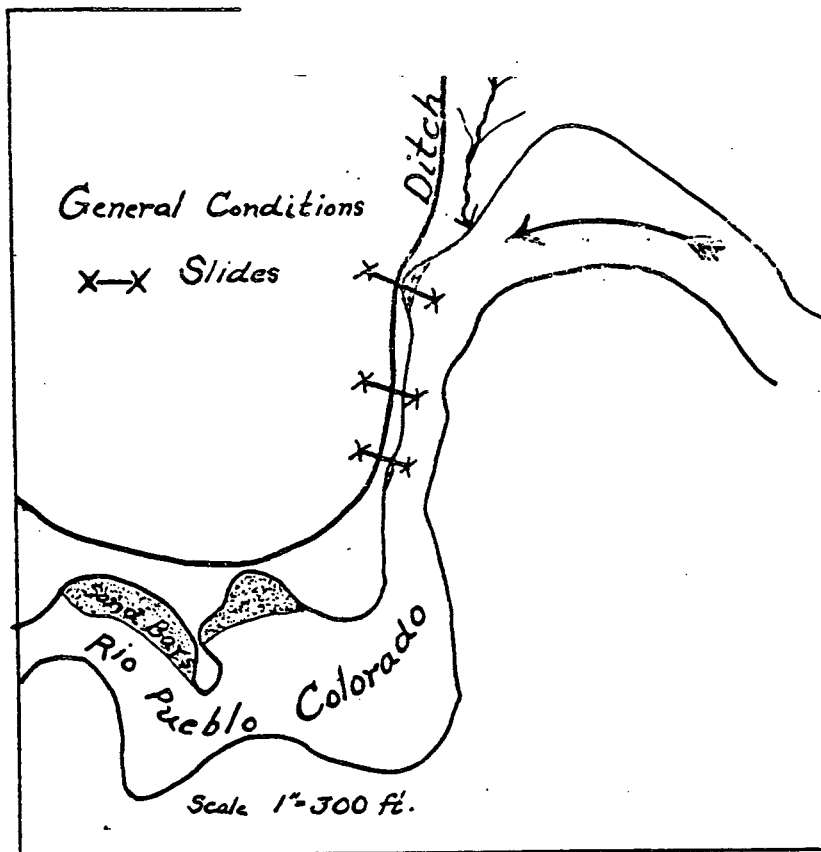 Ditch
General Conditions
X—X Slides
Sand Bars
Rio Pueblo Colorado
Scale 1"=300 ft.